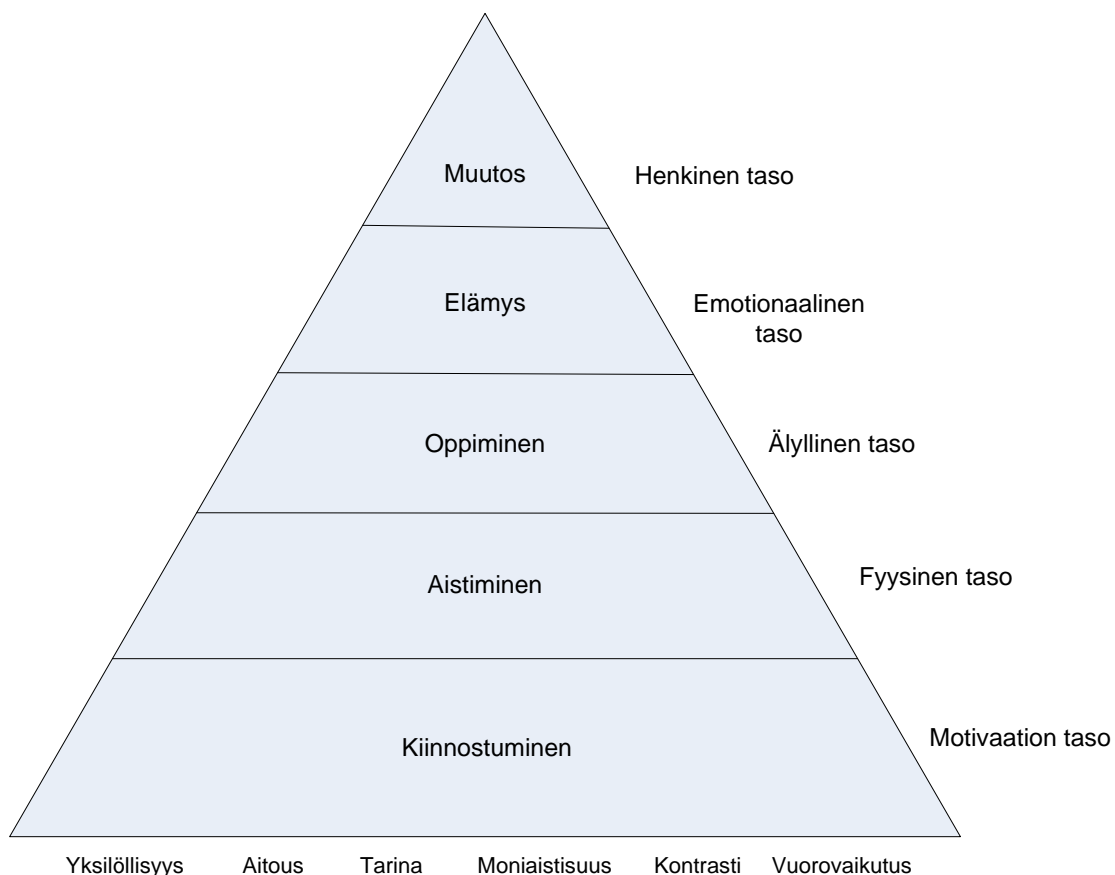 Muutos
Henkinen taso
Elämys
Emotionaalinen
taso
Oppiminen
Älyllinen taso
Aistiminen
Fyysinen taso
Kiinnostuminen
Motivaation taso
Yksilöllisyys Aitous Tarina Moniaistisuus Kontrasti Vuorovaikutus